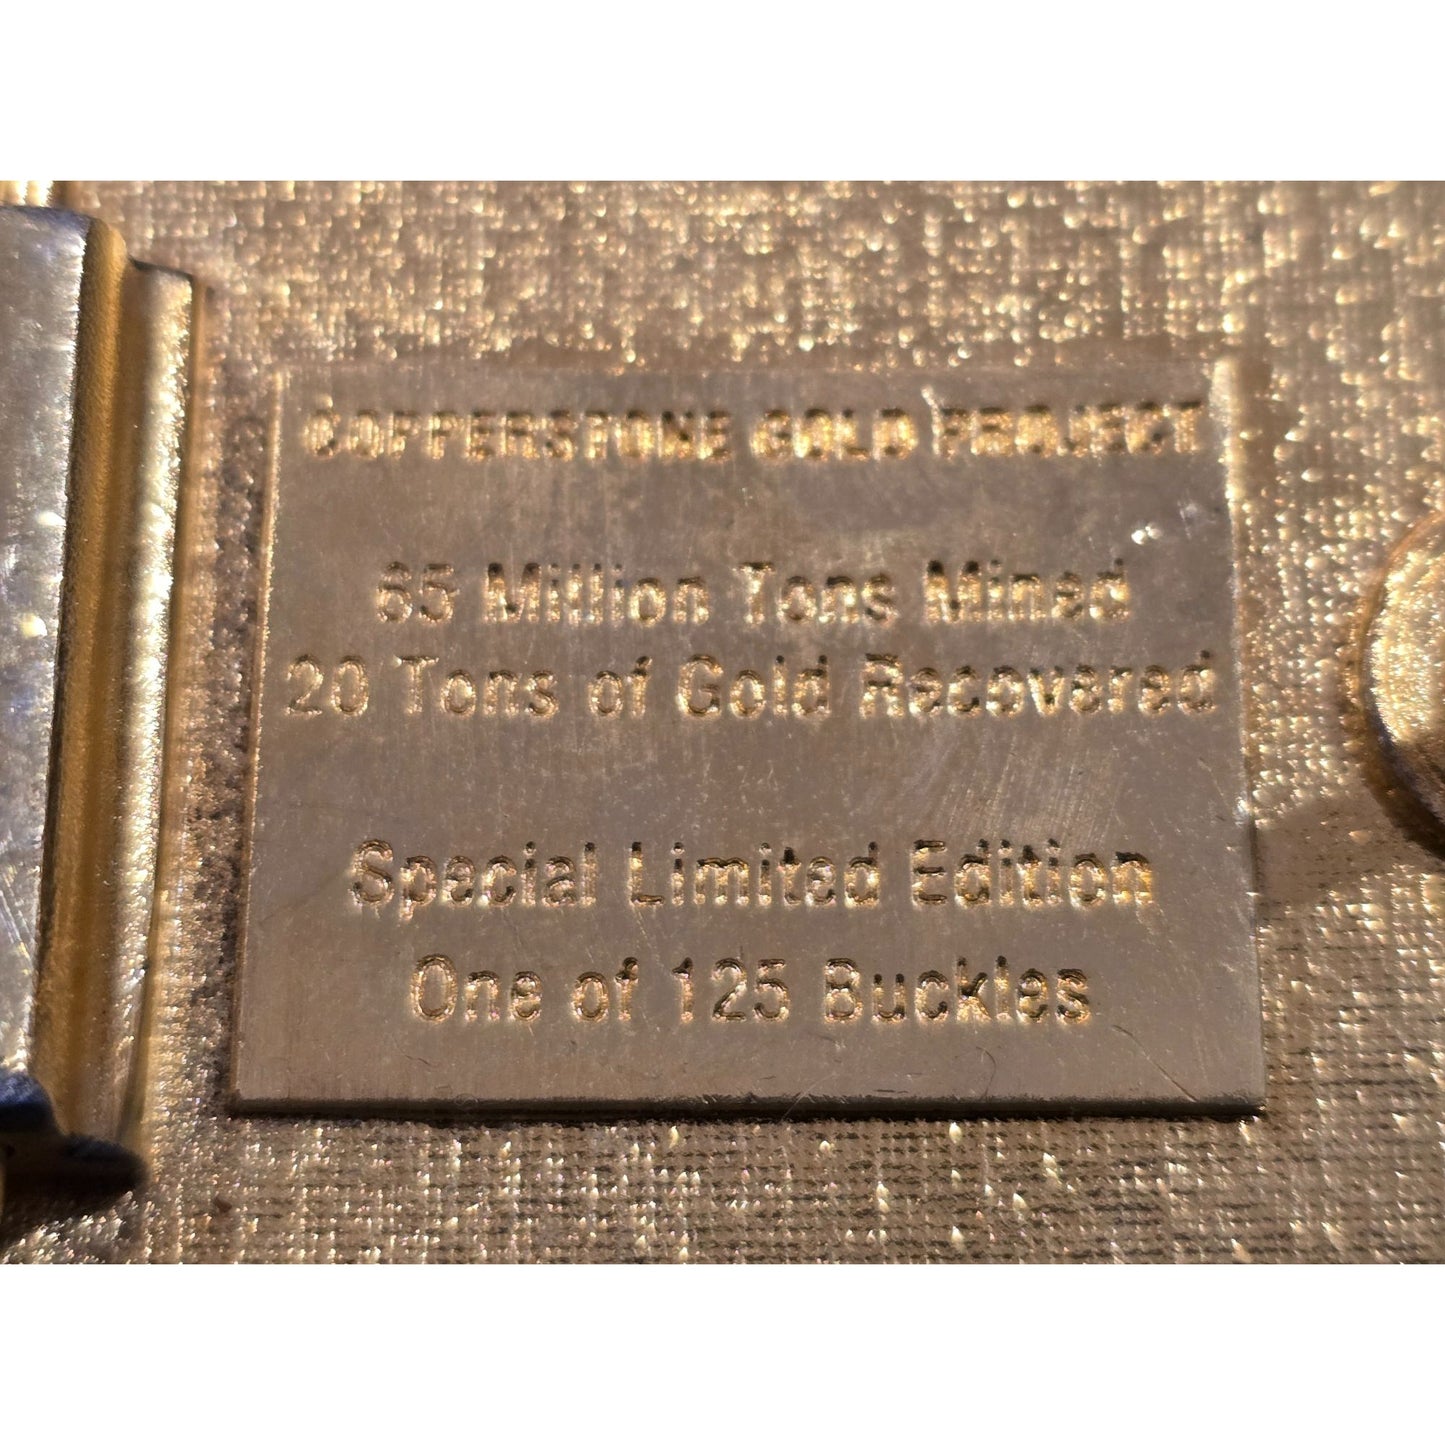 COPPERSTONE GOLD PROJECT
65 Million Tons Mined
20 Tons of Gold Recovered
Special Limited Edition
One of 125 Buckles